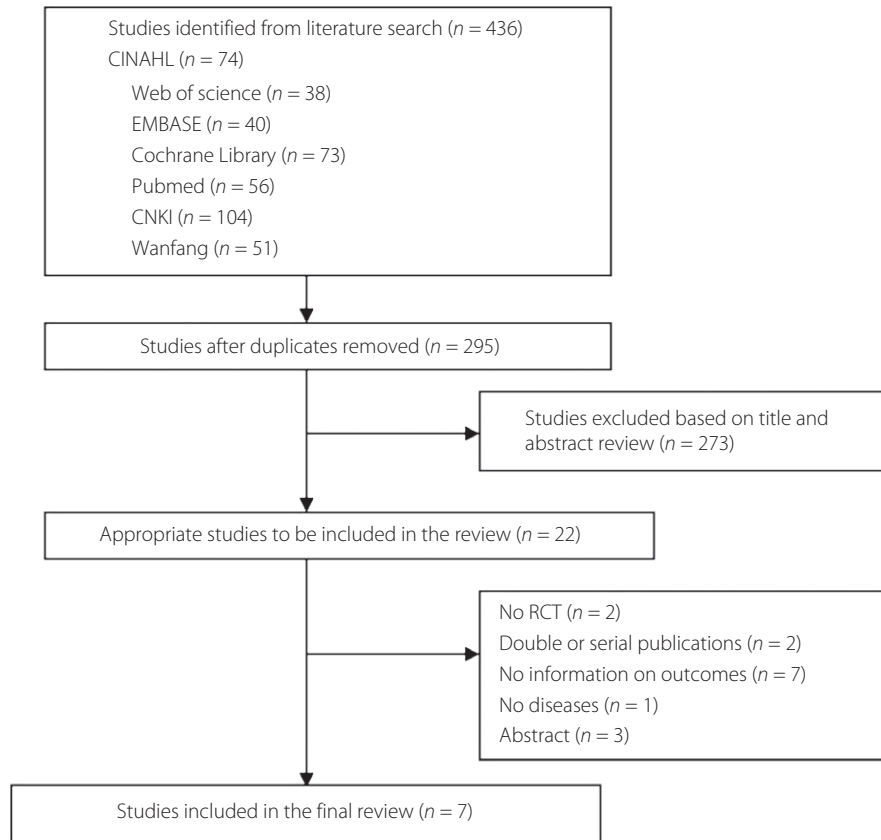 Studies identified from literature search (n = 436)
CINAHL (n = 74)
Web of science (n = 38)
EMBASE (n = 40)
Cochrane Library (n = 73)
Pubmed (n = 56)
CNKI (n = 104)
Wanfang (n = 51)
Studies after duplicates removed (n = 295)
Studies excluded based on title and
abstract review (n = 273)
Appropriate studies to be included in the review (n = 22)
No RCT (n = 2)
Double or serial publications (n = 2)
No information on outcomes (n = 7)
No diseases (n = 1)
Abstract (n = 3)
Studies included in the final review (n = 7)